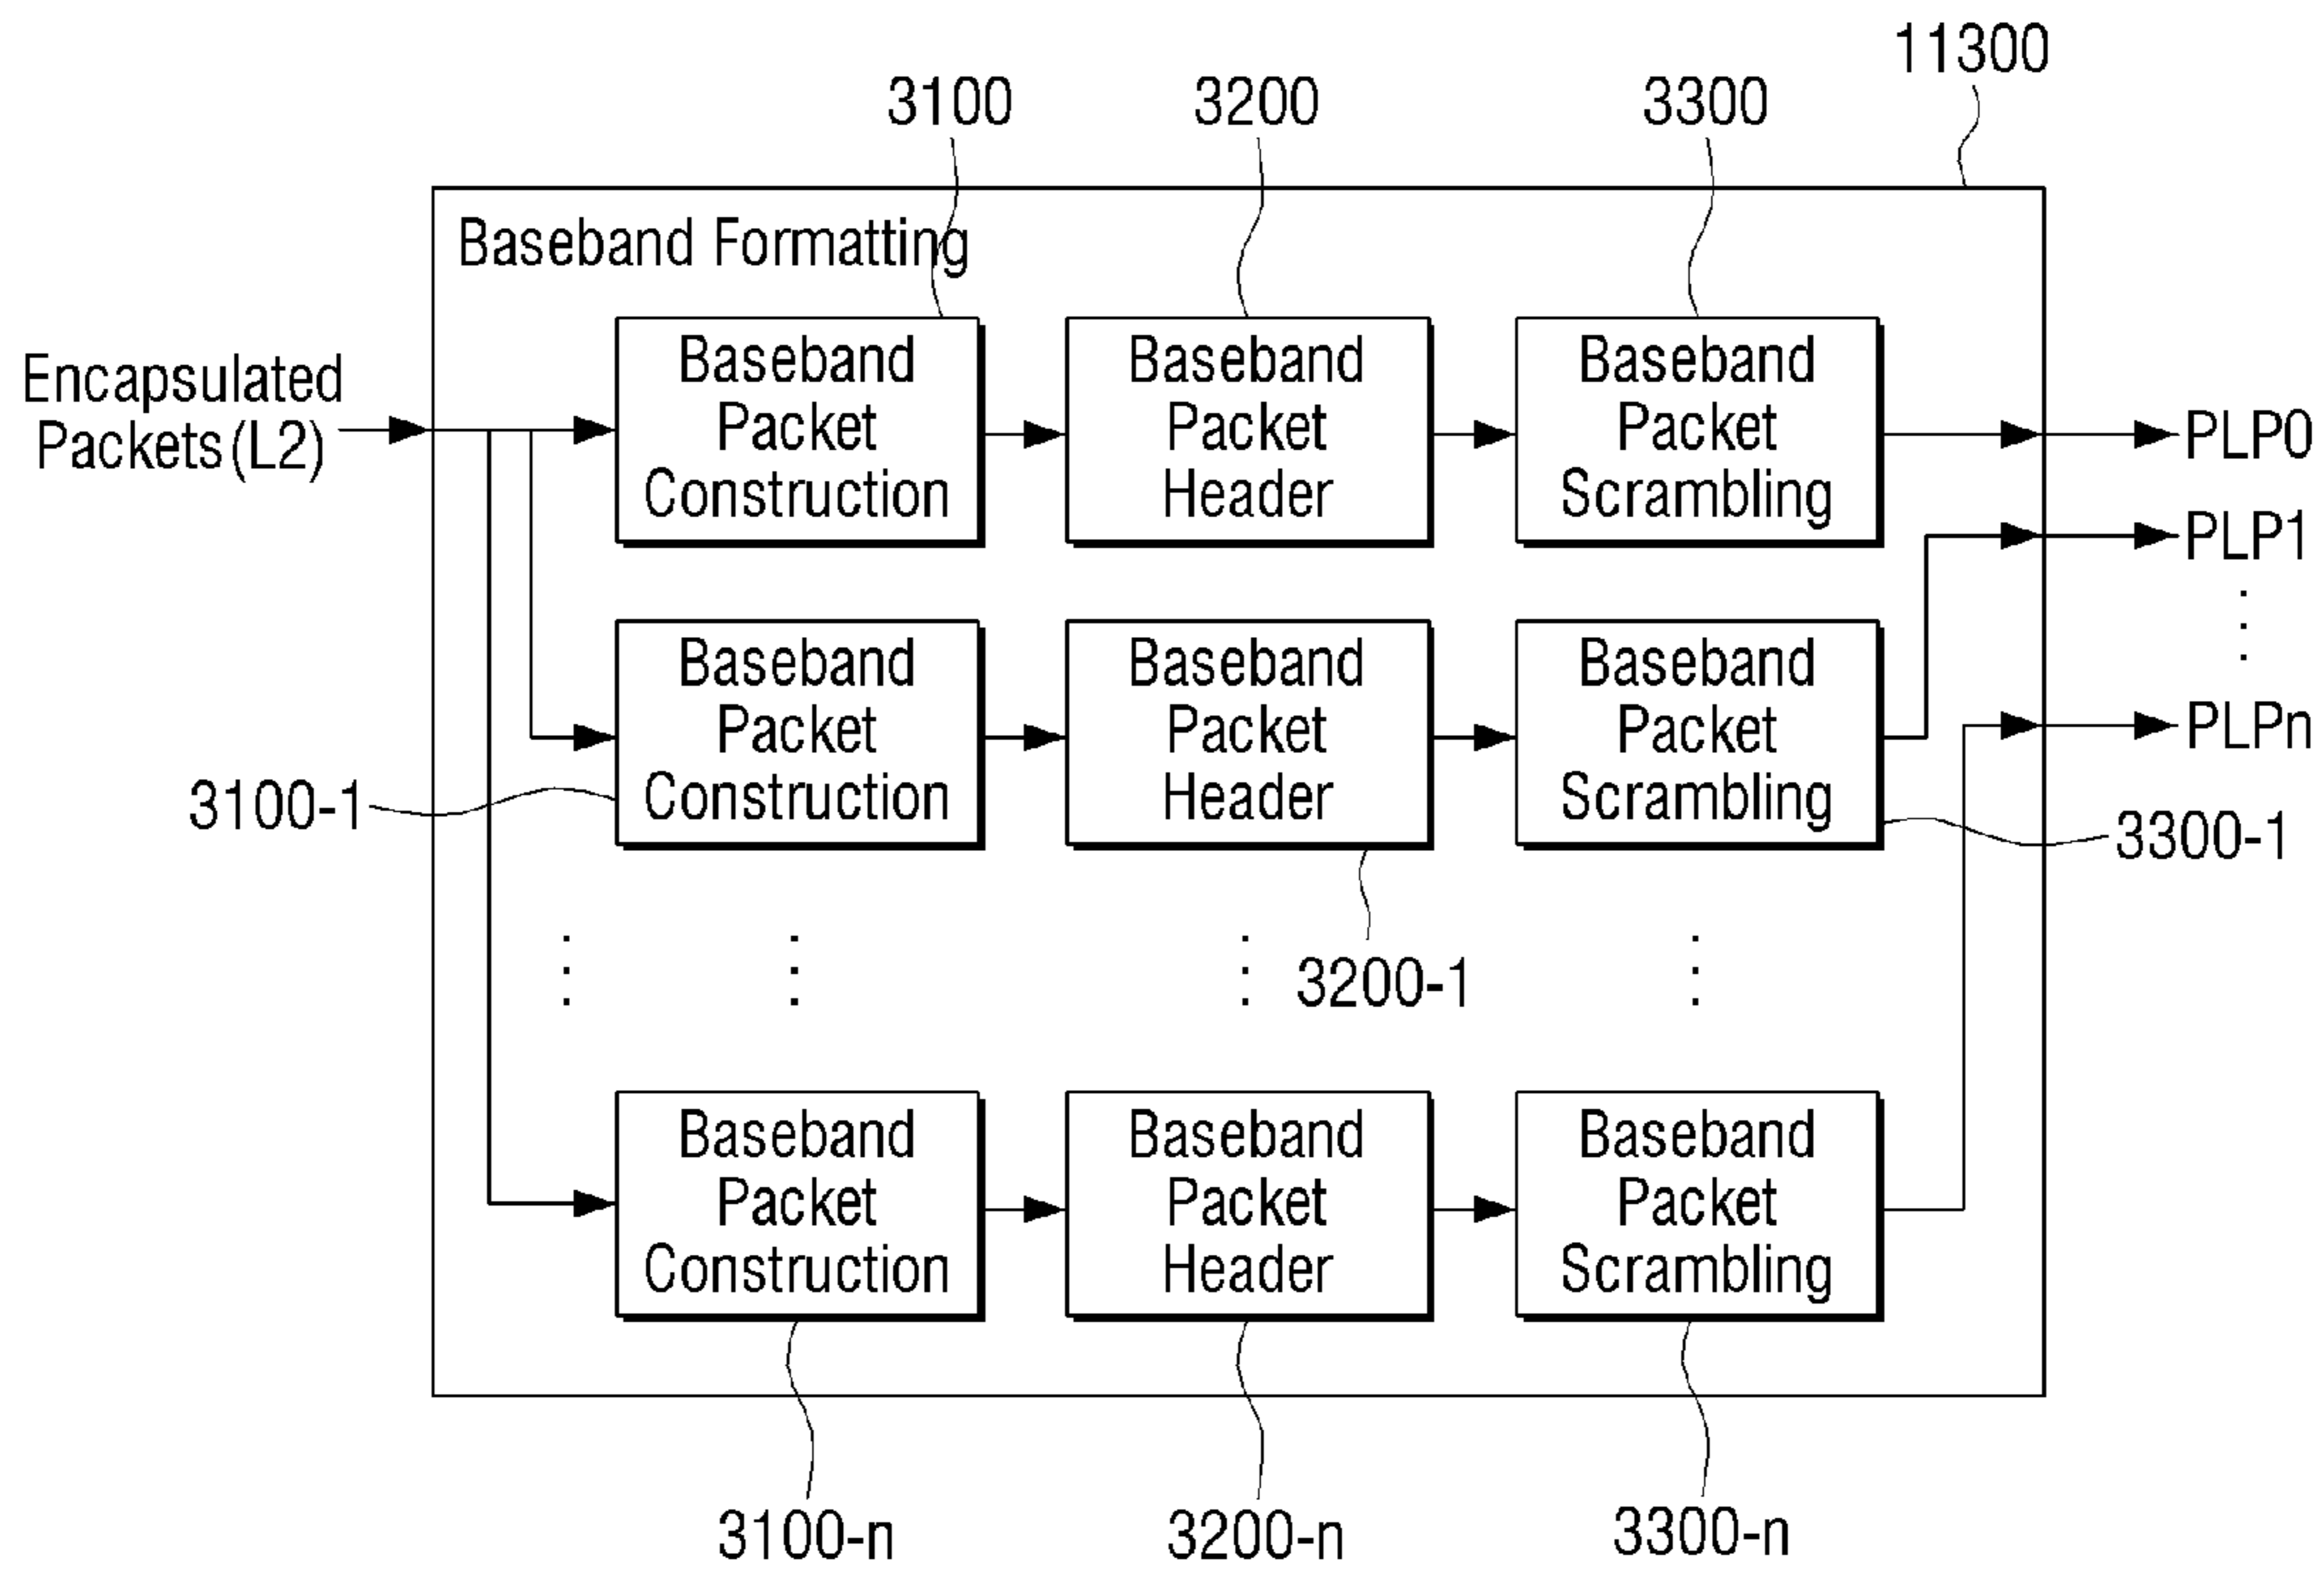 11300
3100
3200
3300
Baseband Formatting
Encapsulated
Packets (L2)
Baseband
Packet
Construction
Baseband
Packet
Header
Baseband
Packet
Scrambling
PLP0
PLP1
PLPn
Baseband
Packet
Construction
Baseband
Packet
Header
Baseband
Packet
Scrambling
3100-1
3300-1
3200-1
Baseband
Packet
Construction
Baseband
Packet
Header
Baseband
Packet
Scrambling
3100-n
3200-n
3300-n